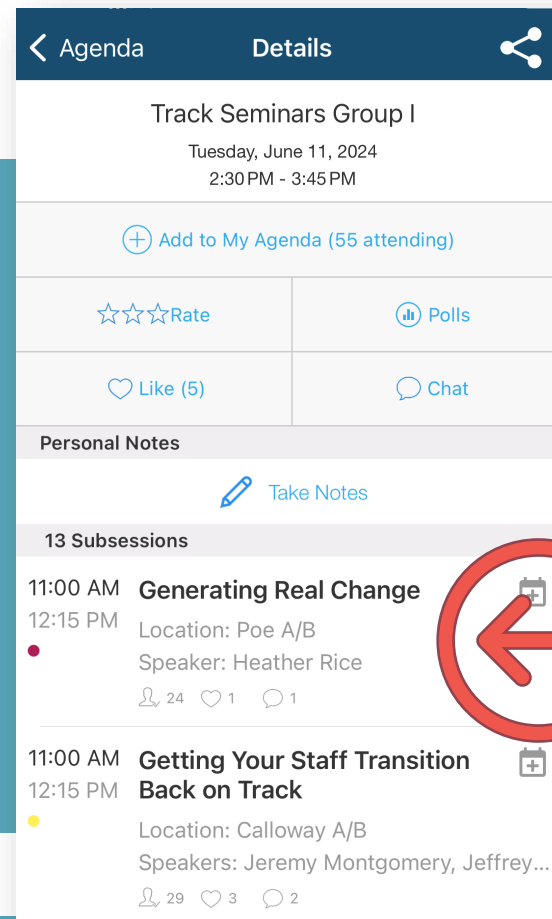 Agenda
Details
Track Seminars Group I
Tuesday, June 11, 2024
2:30 PM - 3:45 PM
Add to My Agenda (55 attending)
Rate
Polls
Like (5)
Chat
Personal Notes
Take Notes
13 Subsessions
11:00 AM Generating Real Change
12:15 PM
Location: Poe A/B
Speaker: Heather Rice
24 1 1
11:00 AM Getting Your Staff Transition
12:15 PM Back on Track
Location: Calloway A/B
Speakers: Jeremy Montgomery, Jeffrey...
29 3 2